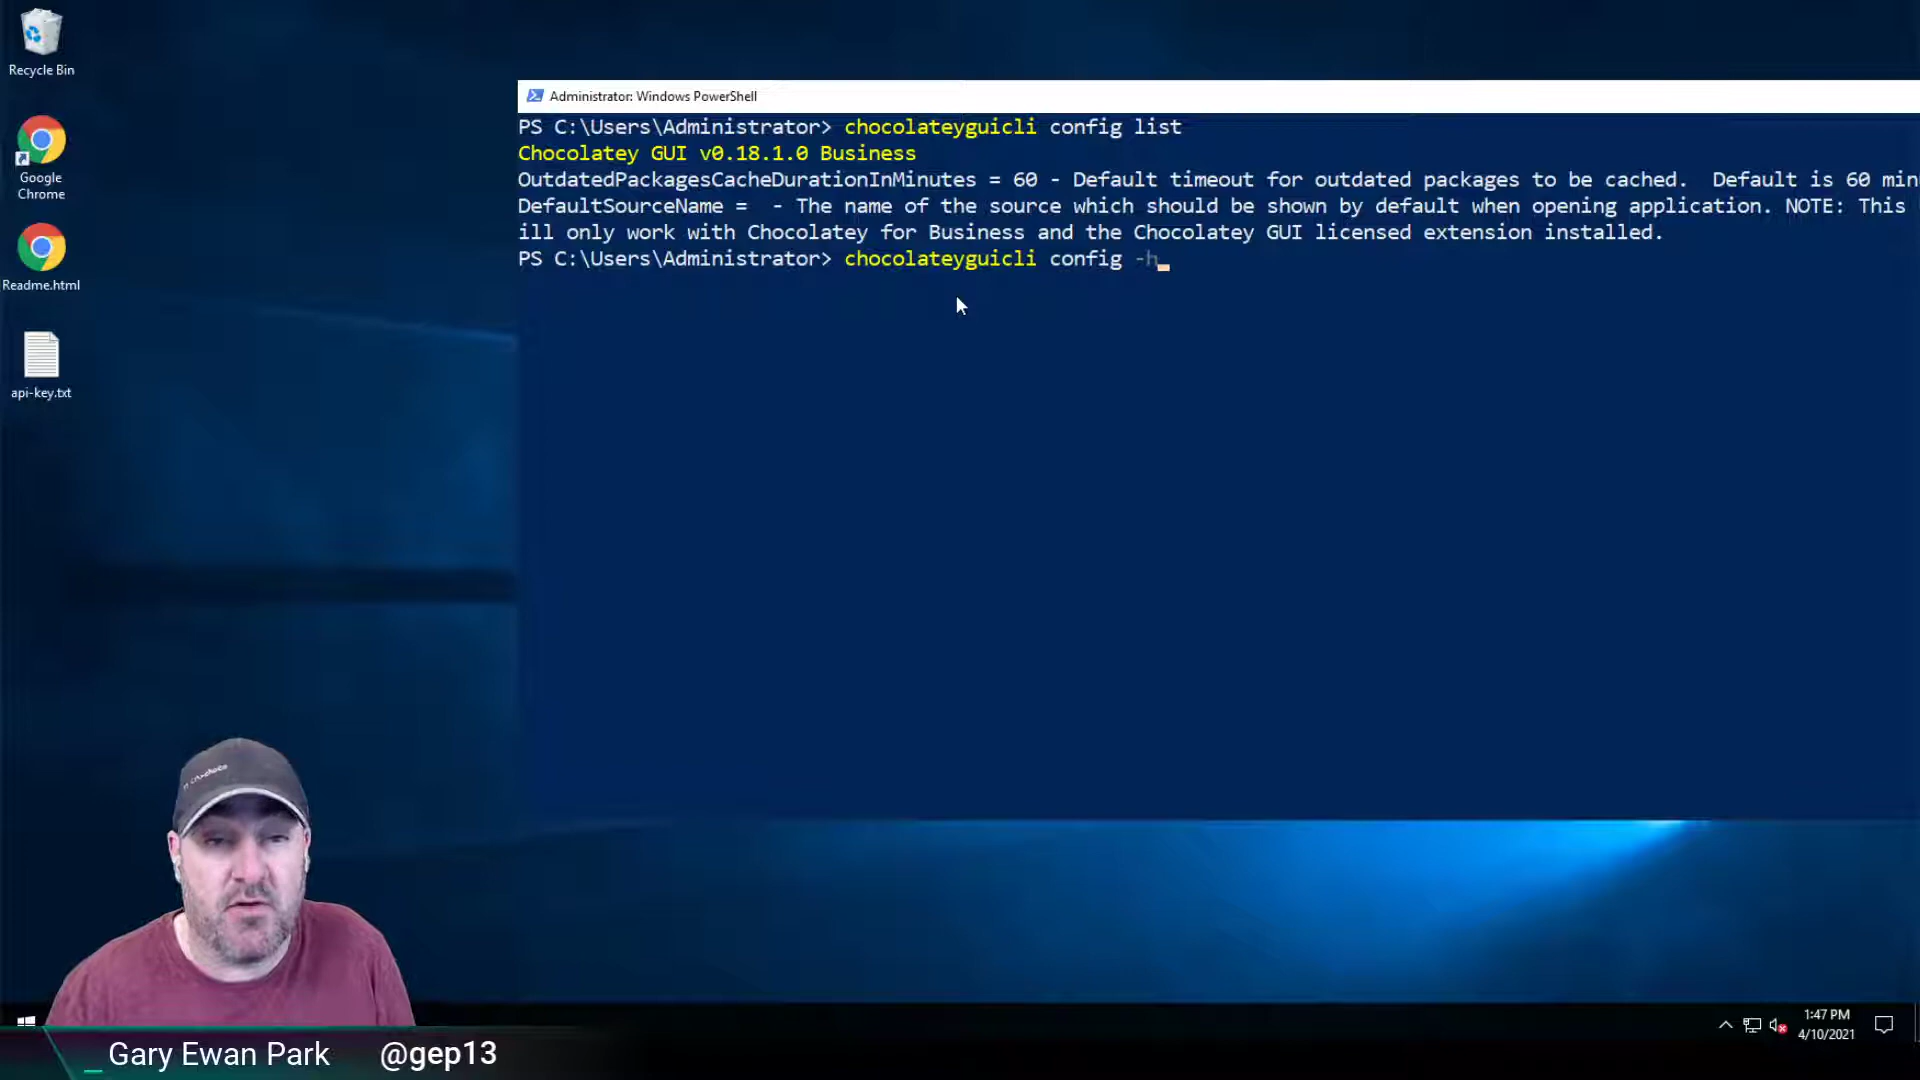 Recycle Bin
Google
Chrome
Readme.html
api-key.txt
Administrator: Windows PowerShell
PS C:\Users\Administrator> chocolateyguicli config list
Chocolatey GUI v0.18.1.0 Business
OutdatedPackagesCacheDurationInMinutes = 60 - Default timeout for outdated packages to be cached.  Default is 60 min
DefaultSourceName =  - The name of the source which should be shown by default when opening application. NOTE: This
ill only work with Chocolatey for Business and the Chocolatey GUI licensed extension installed.
PS C:\Users\Administrator> chocolateyguicli config -h
1:47 PM
4/10/2021
_ Gary Ewan Park @gep13